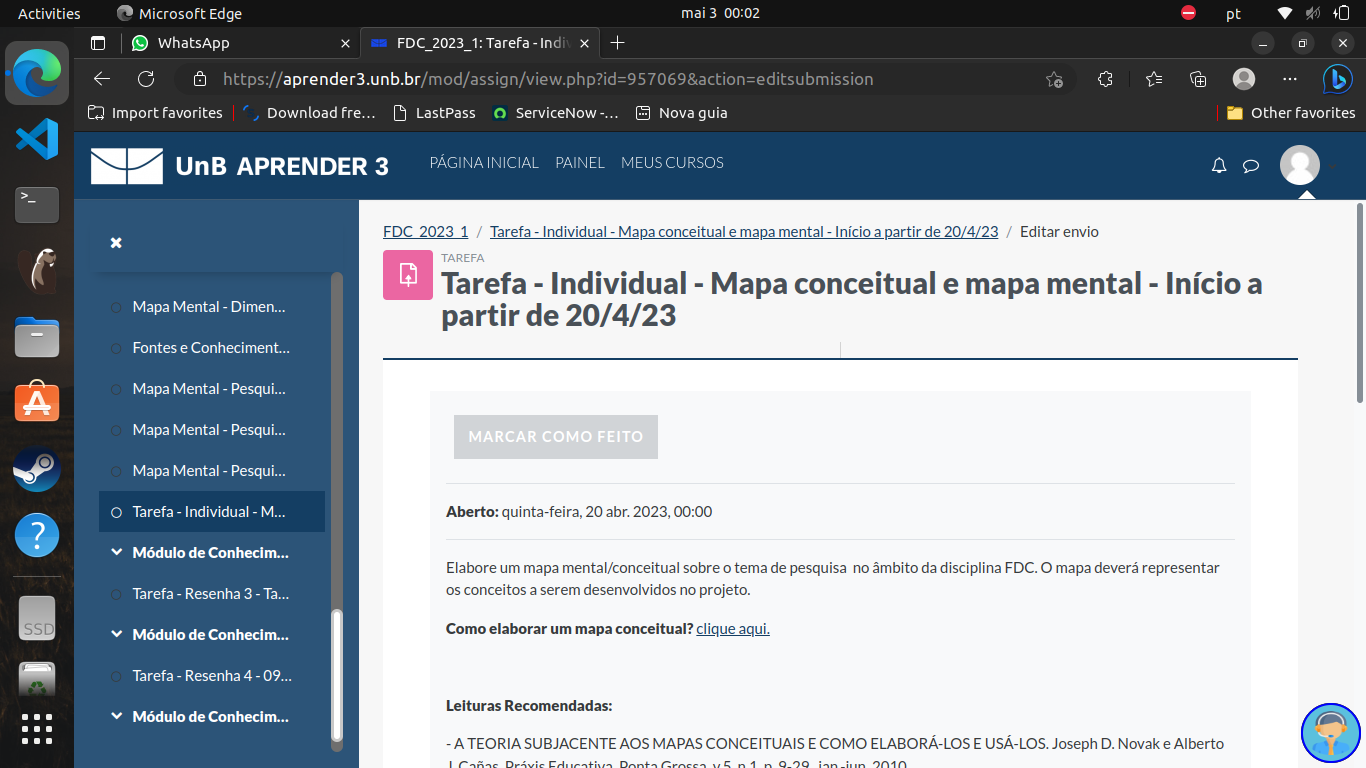 Activities
Microsoft Edge
mai 3 00:02
pt
WhatsApp
FDC_2023_1: Tarefa - Indiv
https://aprender3.unb.br/mod/assign/view.php?id=957069&action=editsubmission
Import favorites
Download fre...
LastPass
ServiceNow -...
Nova guia
Other favorites
UnB APRENDER 3
PÁGINA INICIAL
PAINEL
MEUS CURSOS
Mapa Mental - Dimen...
Fontes e Conheciment...
Mapa Mental - Pesqui...
Mapa Mental - Pesqui...
Mapa Mental - Pesqui...
Tarefa - Individual - M...
Módulo de Conhecim...
Tarefa - Resenha 3 - Ta...
Módulo de Conhecim...
Tarefa - Resenha 4 - 09...
Módulo de Conhecim...
FDC_2023_1 / Tarefa - Individual - Mapa conceitual e mapa mental - Início a partir de 20/4/23 / Editar envio
TAREFA
Tarefa - Individual - Mapa conceitual e mapa mental - Início a
partir de 20/4/23
MARCAR COMO FEITO
Aberto: quinta-feira, 20 abr. 2023, 00:00
Elabore um mapa mental/conceitual sobre o tema de pesquisa no âmbito da disciplina FDC. O mapa deverá representar
os conceitos a serem desenvolvidos no projeto.
Como elaborar um mapa conceitual? clique aqui.
Leituras Recomendadas:
- A TEORIA SUBJACENTE AOS MAPAS CONCEITUAIS E COMO ELABORÁ-LOS E USÁ-LOS. Joseph D. Novak e Alberto
J. Cañas. Práxis Educativa, Ponta Grossa, v.5, n.1, p. 9-29 , jan.-jun. 2010
SSD